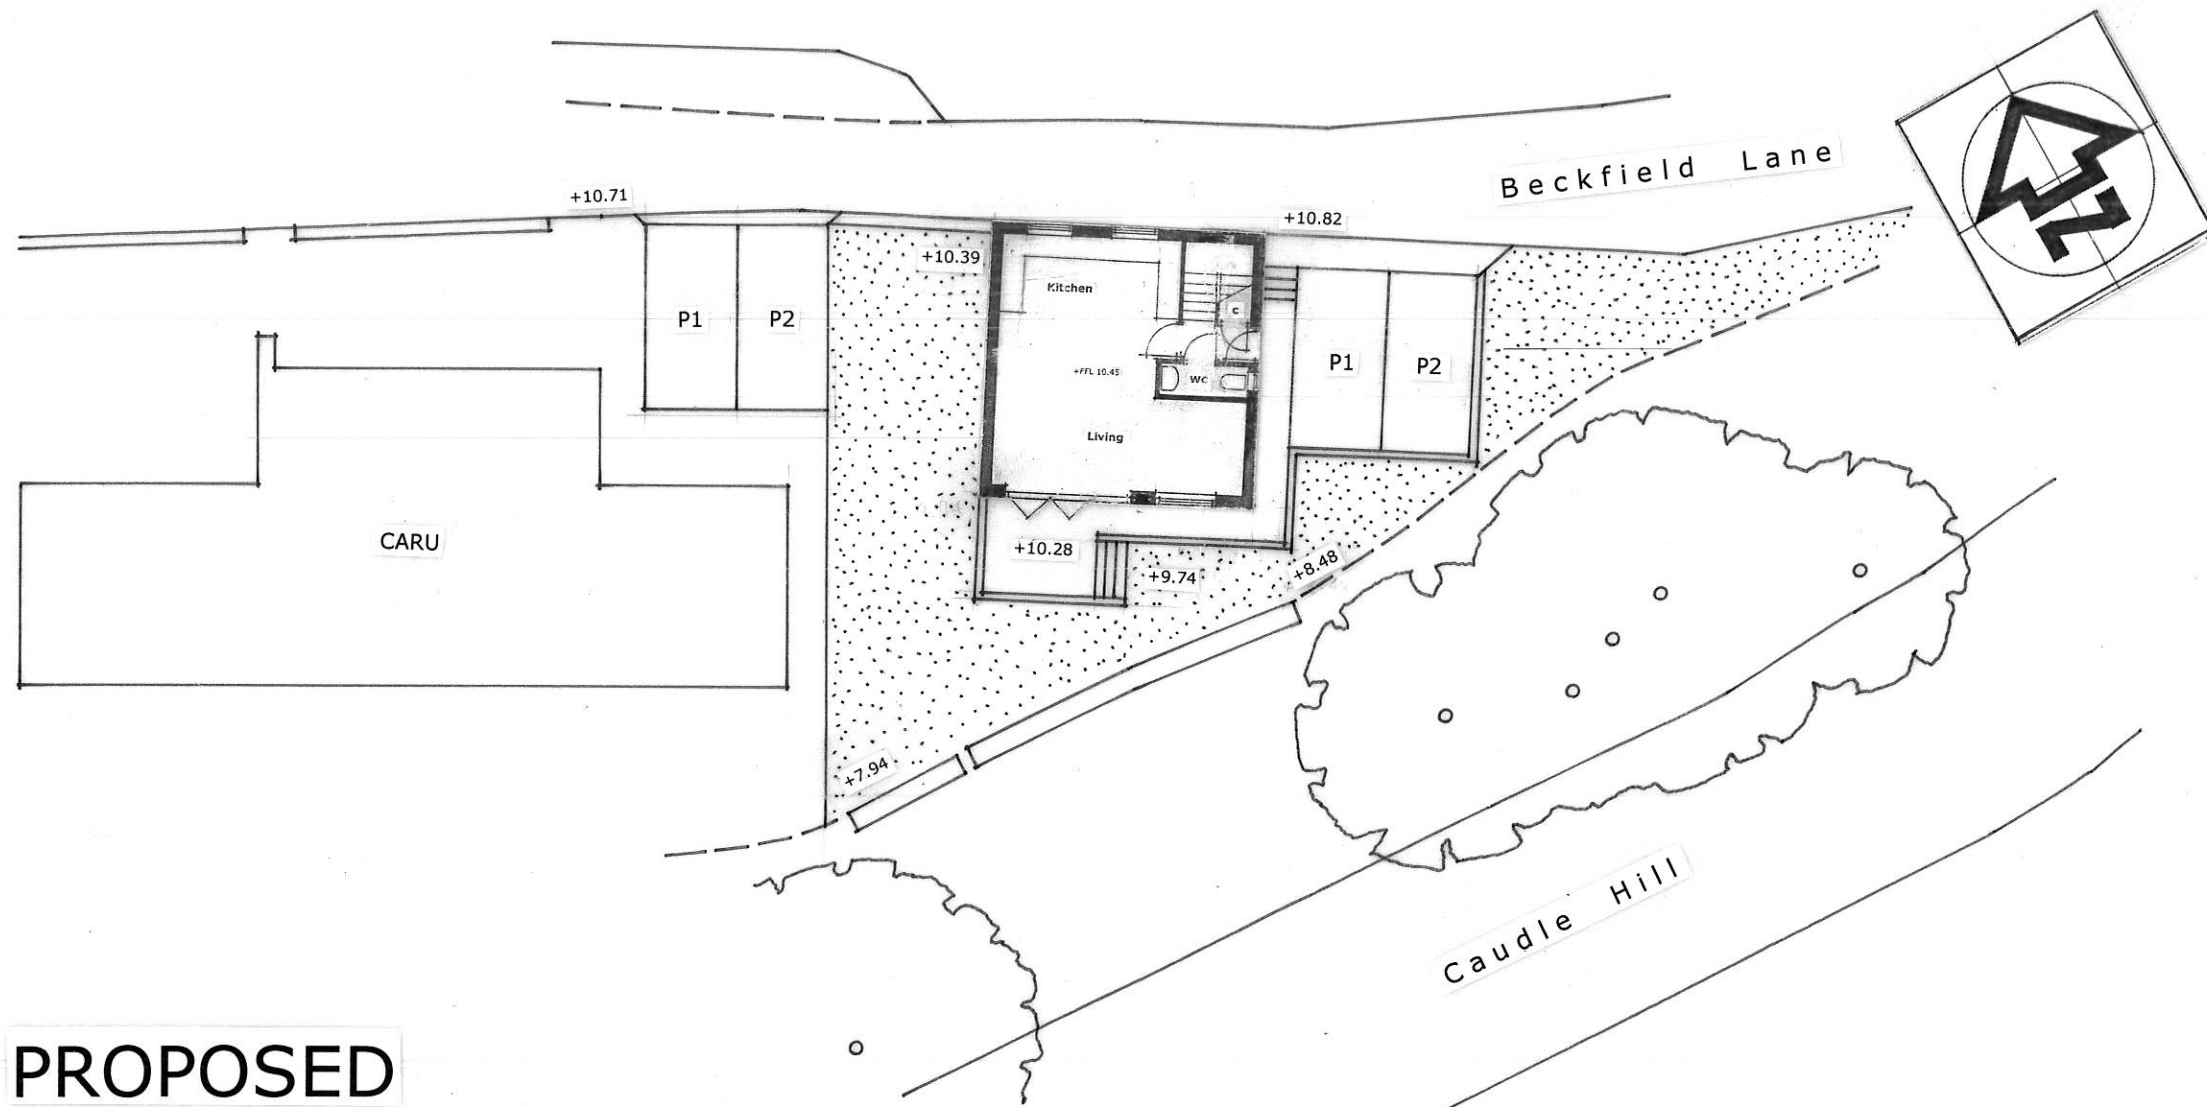 Beckfield Lane
N
+10.71
+10.82
+10.39
Kitchen
c
P1
P2
P1
P2
+FFL 10.45
WC
Living
CARU
+10.28
+9.74
+8.48
+7.94
Caudle Hill
PROPOSED